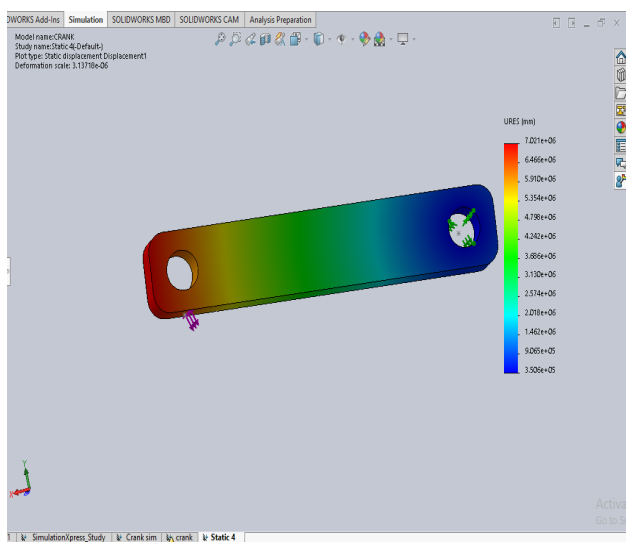 DWORKS Add-Ins Simulation SOLIDWORKS MBD SOLIDWORKS CAM Analysis Preparation
Model name:CRANK
Study name:Static 4(-Default-)
Plot type: Static displacement Displacement1
Deformation scale: 3.13718e-06
URES (mm)
7.021e+06
6.466e+06
5.910e+06
5.354e+06
4.798e+06
4.242e+06
3.686e+06
3.130e+06
2.574e+06
2.018e+06
1.462e+06
9.065e+05
3.506e+05
Y
X
Activa
Go to S
1 SimulationXpress_Study Crank sim crank Static 4